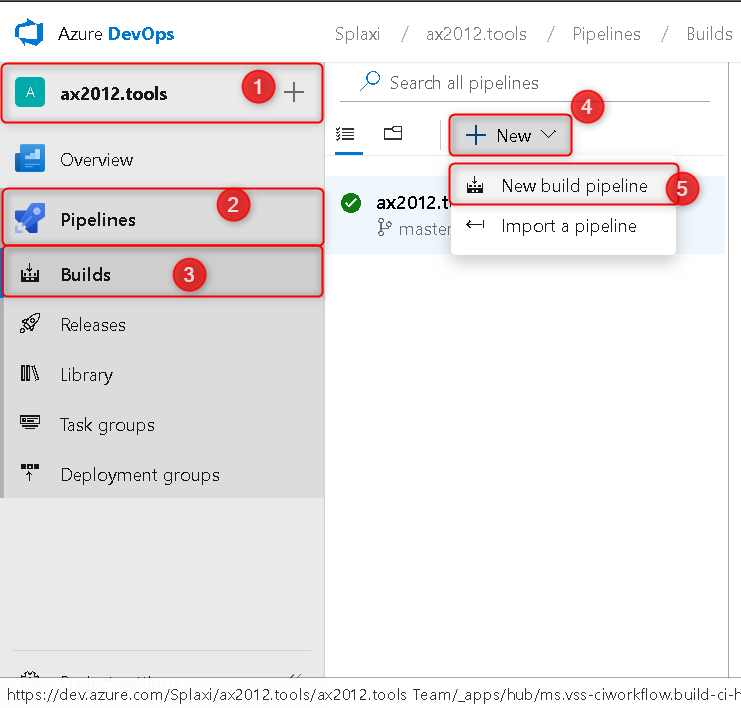 Azure DevOps
Splaxi / ax2012.tools / Pipelines / Builds
A ax2012.tools 1
Search all pipelines
4
New
Overview
New build pipeline 5
Pipelines 2
ax2012.t
master
Import a pipeline
Builds 3
Releases
Library
Task groups
Deployment groups
https://dev.azure.com/Splaxi/ax2012.tools/ax2012.tools Team/_apps/hub/ms.vss-ciworkflow.build-ci-h